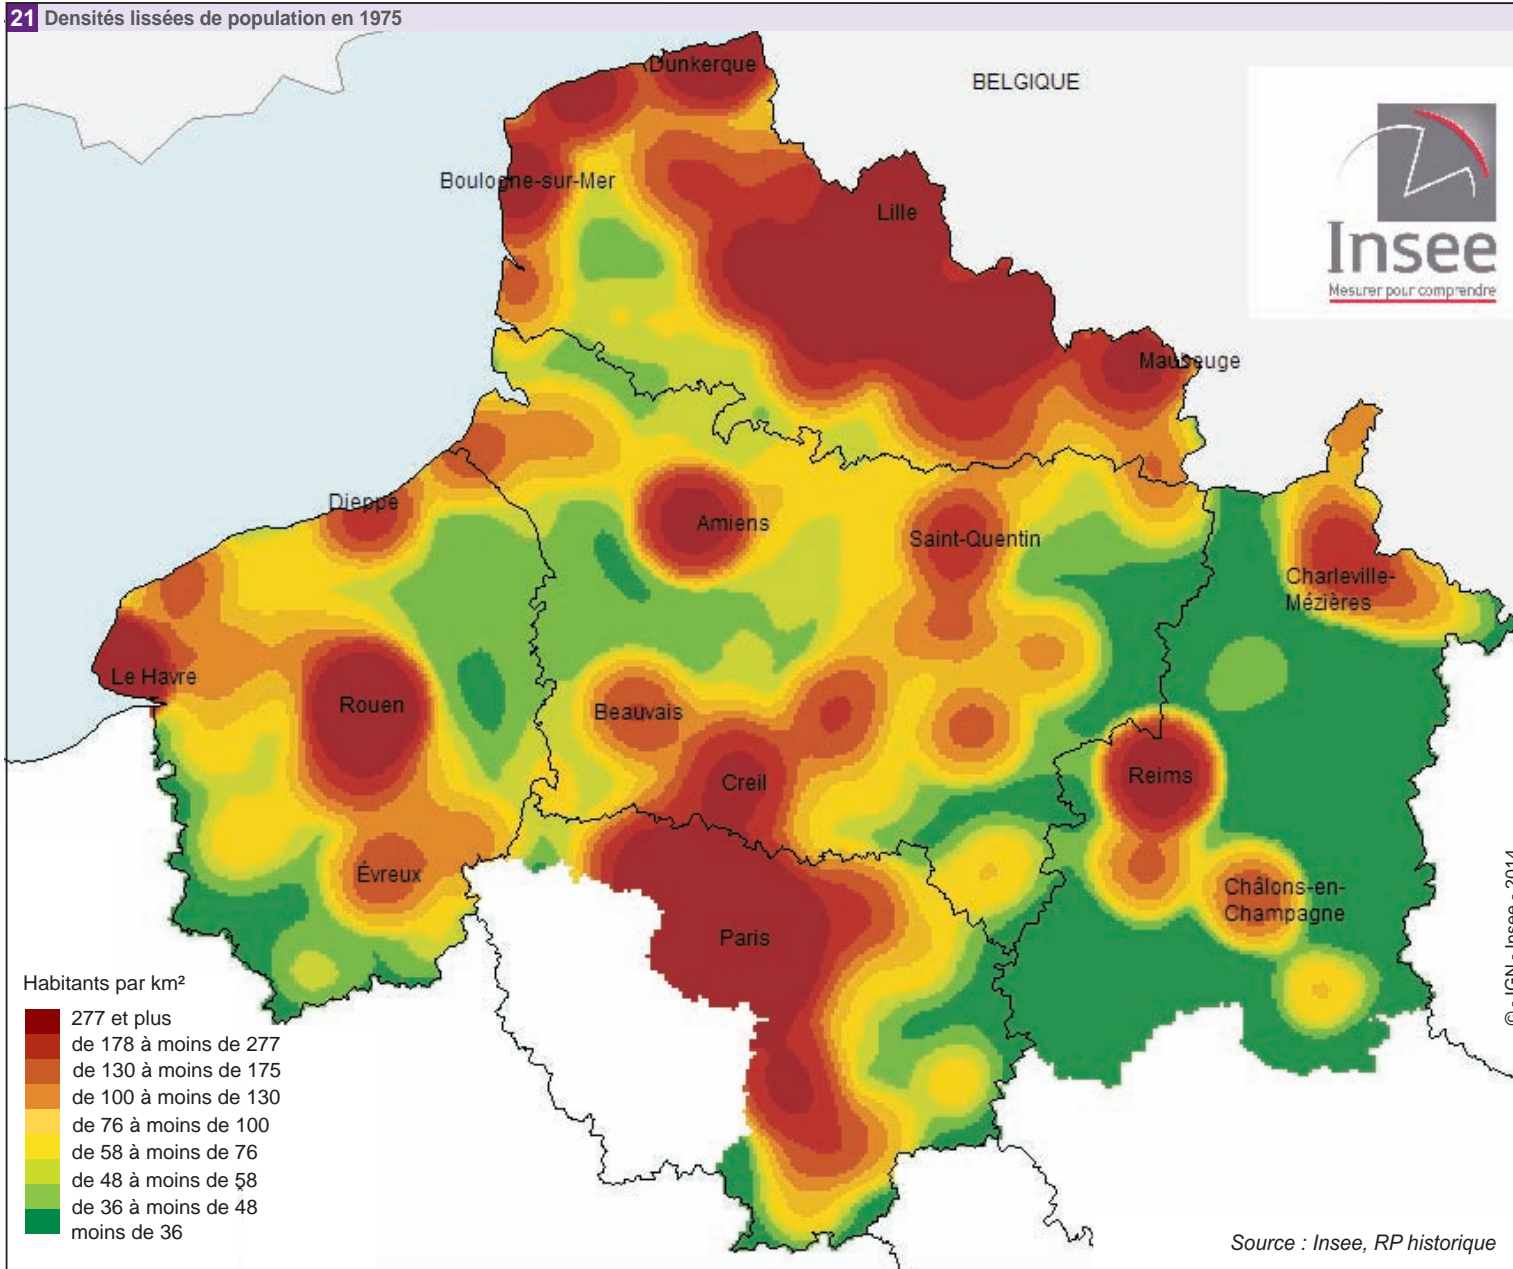 21 Densités lissées de population en 1975
Dunkerque
BELGIQUE
Boulogne-sur-Mer
Lille
Insee
Mesurer pour comprendre
Maubeuge
Dieppe
Amiens
Saint-Quentin
Charleville-
Mézières
Le Havre
Rouen
Beauvais
Creil
Reims
Évreux
Châlons-en-
Champagne
Paris
© - IGN - Insee - 2014
Habitants par km²
277 et plus
de 178 à moins de 277
de 130 à moins de 175
de 100 à moins de 130
de 76 à moins de 100
de 58 à moins de 76
de 48 à moins de 58
de 36 à moins de 48
moins de 36
Source : Insee, RP historique